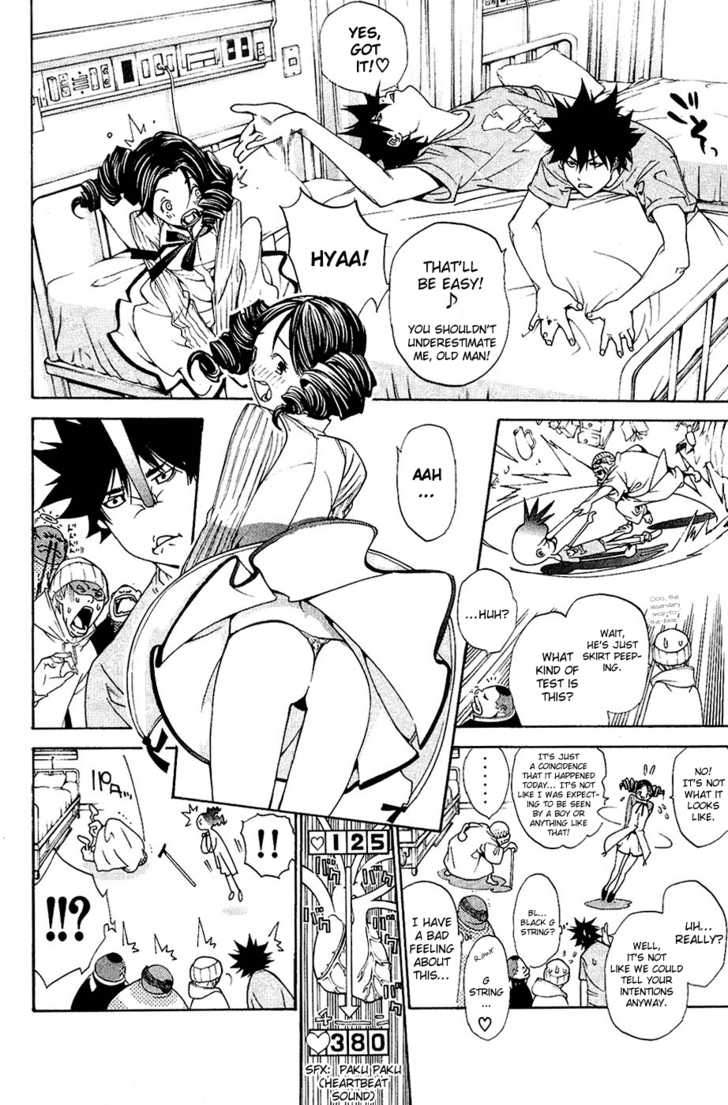 YES,
GOT
IT!♡
HYAA!
THAT'LL
BE EASY!
♪
YOU SHOULDN'T
UNDERESTIMATE
ME, OLD MAN!
AAH
...
...HUH?
WAIT,
HE'S JUST
SKIRT PEEP-
ING.
WHAT
KIND OF
TEST IS
THIS?
NO!
IT'S NOT
WHAT IT
LOOKS
LIKE.
IT'S JUST
A COINCIDENCE
THAT IT HAPPENED
TODAY... IT'S NOT
LIKE I WAS EXPECT-
ING TO BE SEEN
BY A BOY OR
ANYTHING LIKE
THAT!
......
UH...
REALLY?
WELL,
IT'S NOT
LIKE WE COULD
TELL YOUR
INTENTIONS
ANYWAY.
BL...
BLACK G
STRING?
G
STRING
...
♡
I HAVE
A BAD
FEELING
ABOUT
THIS...
!!
!!?
♡125
♡380
SFX: PAKU PAKU
(HEARTBEAT
SOUND)